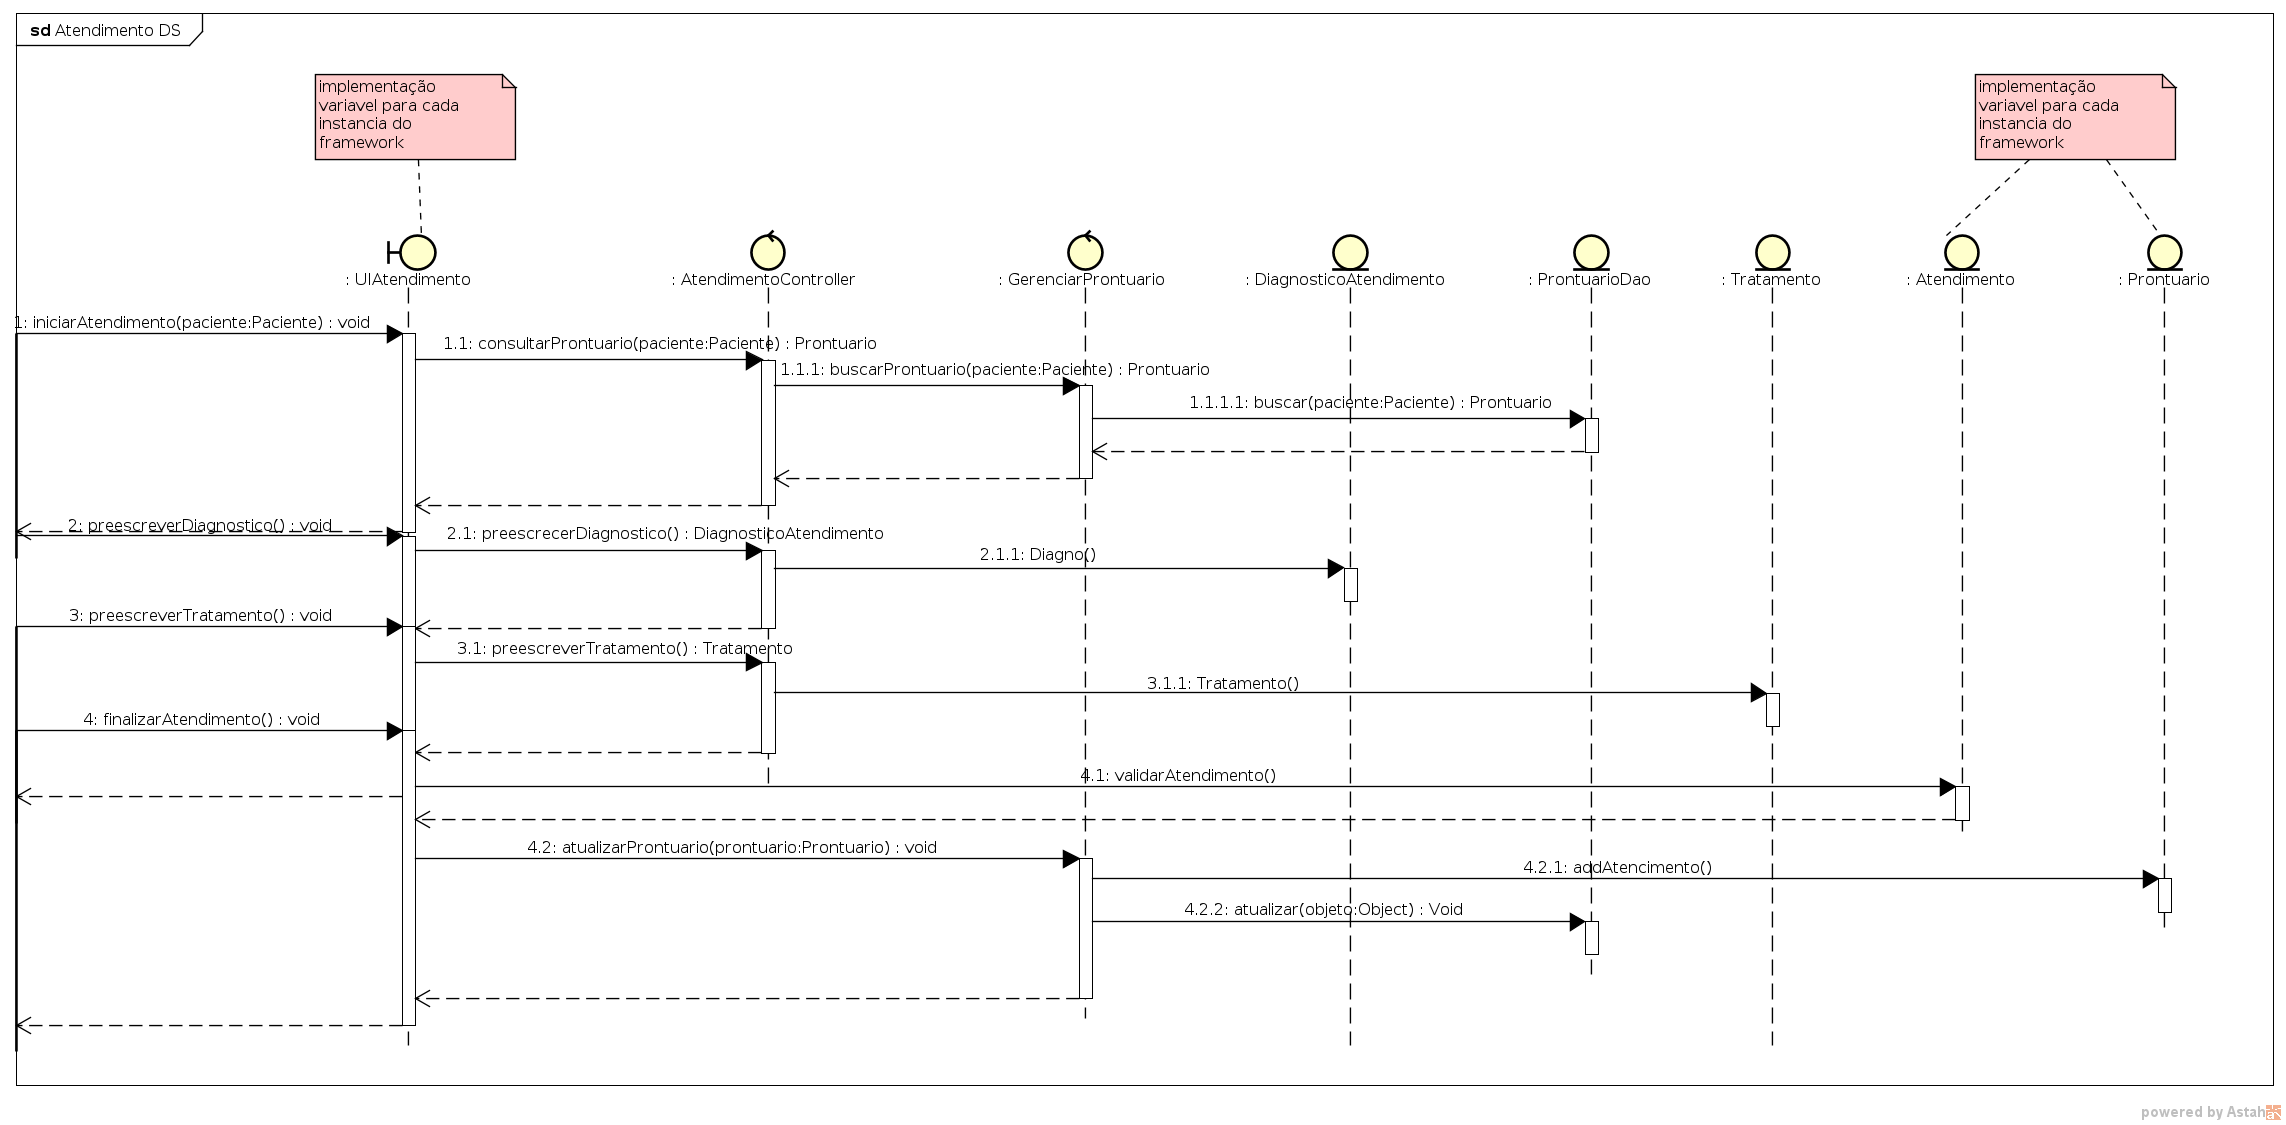 sd Atendimento DS
implementação
variavel para cada
instancia do
framework
implementação
variavel para cada
instancia do
framework
: UIAtendimento
: AtendimentoController
: GerenciarProntuario
: DiagnosticoAtendimento
: ProntuarioDao
: Tratamento
: Atendimento
: Prontuario
1: iniciarAtendimento(paciente:Paciente) : void
1.1: consultarProntuario(paciente:Paciente) : Prontuario
1.1.1: buscarProntuario(paciente:Paciente) : Prontuario
1.1.1.1: buscar(paciente:Paciente) : Prontuario
2: preescreverDiagnostico() : void
2.1: preescrecerDiagnostico() : DiagnosticoAtendimento
2.1.1: Diagno()
3: preescreverTratamento() : void
3.1: preescreverTratamento() : Tratamento
3.1.1: Tratamento()
4: finalizarAtendimento() : void
4.1: validarAtendimento()
4.2: atualizarProntuario(prontuario:Prontuario) : void
4.2.1: addAtencimento()
4.2.2: atualizar(objeto:Object) : Void
powered by Astah